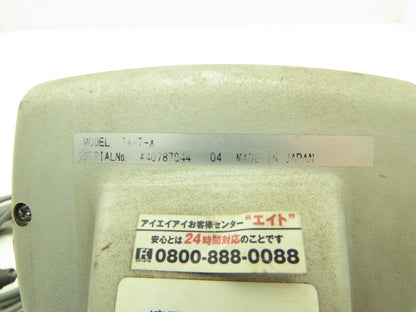 MODEL IA-T-X
SERIALNo. A40787944 04 MADE IN JAPAN
アイエイアイお客様センター "エイト"
安心とは24時間対応のことです
0800-888-0088